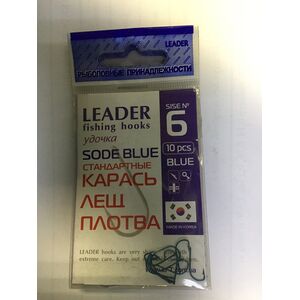 LEADER
РЫБОЛОВНЫЕ ПРИНАДЛЕЖНОСТИ
LEADER
fishing hooks
удочка
SODE BLUE
СТАНДАРТНЫЕ
КАРАСЬ
ЛЕЩ
ПЛОТВА
SISE №
6
10 pcs
BLUE
MADE IN KOREA
LEADER hooks are very
extreme care. Keep out